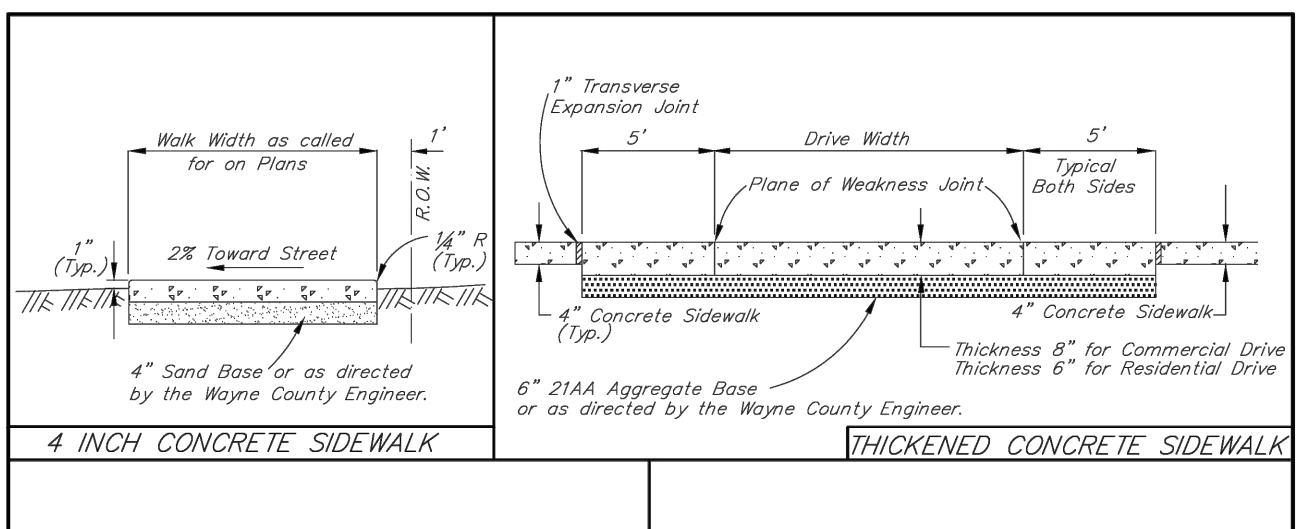 Walk Width as called
for on Plans
1'
R.O.W.
1"
(Typ.)
2% Toward Street
1/4" R
(Typ.)
4" Sand Base or as directed
by the Wayne County Engineer.
4 INCH CONCRETE SIDEWALK
1" Transverse
Expansion Joint
5'
Drive Width
5'
Typical
Both Sides
Plane of Weakness Joint
4" Concrete Sidewalk
(Typ.)
4" Concrete Sidewalk
Thickness 8" for Commercial Drive
Thickness 6" for Residential Drive
6" 21AA Aggregate Base
or as directed by the Wayne County Engineer.
THICKENED CONCRETE SIDEWALK